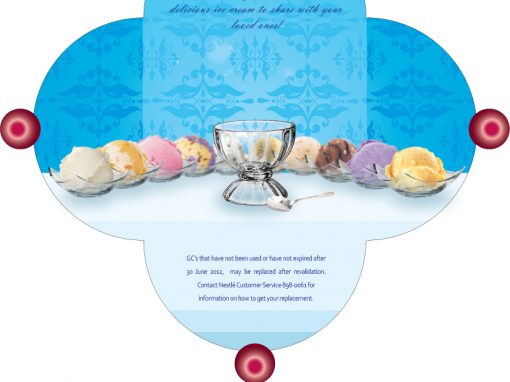 delicious ice cream to share with your
loved ones!
GC's that have not been used or have not expired after
30 June 2012, may be replaced after revalidation.
Contact Nestlé Customer Service 898-0061 for
information on how to get your replacement.